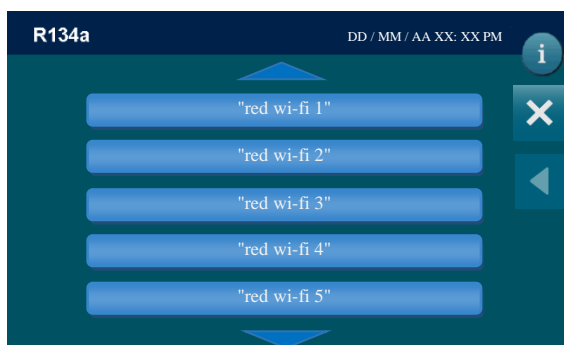 R134a DD / MM / AA XX: XX PM
i
"red wi-fi 1"
"red wi-fi 2"
"red wi-fi 3"
"red wi-fi 4"
"red wi-fi 5"